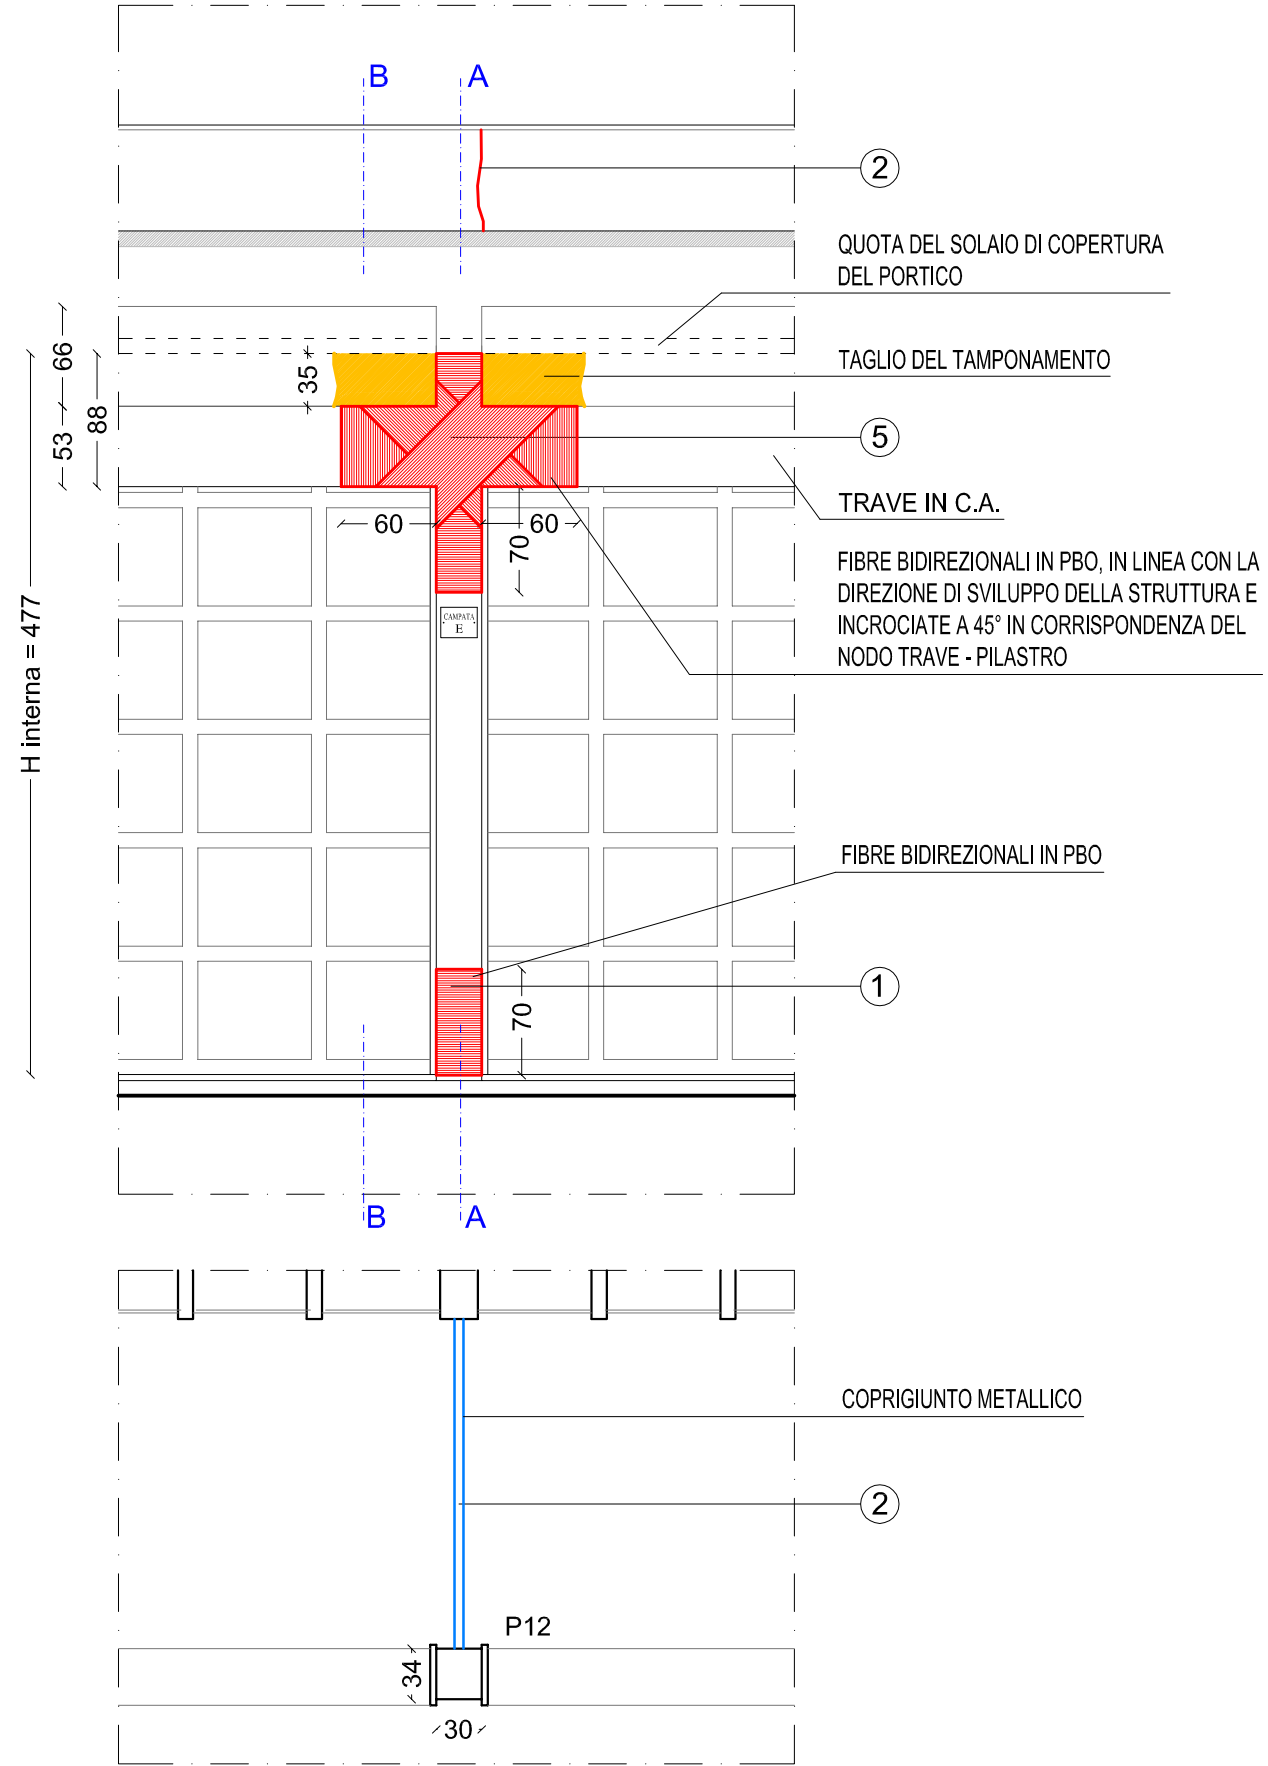 B
A
2
QUOTA DEL SOLAIO DI COPERTURA
DEL PORTICO
66
35
TAGLIO DEL TAMPONAMENTO
88
53
5
60
60
70
TRAVE IN C.A.
FIBRE BIDIREZIONALI IN PBO, IN LINEA CON LA
DIREZIONE DI SVILUPPO DELLA STRUTTURA E
INCROCIATE A 45° IN CORRISPONDENZA DEL
NODO TRAVE - PILASTRO
CAMPATA
E
H interna = 477
FIBRE BIDIREZIONALI IN PBO
1
70
B
A
COPRIGIUNTO METALLICO
2
P12
34
30